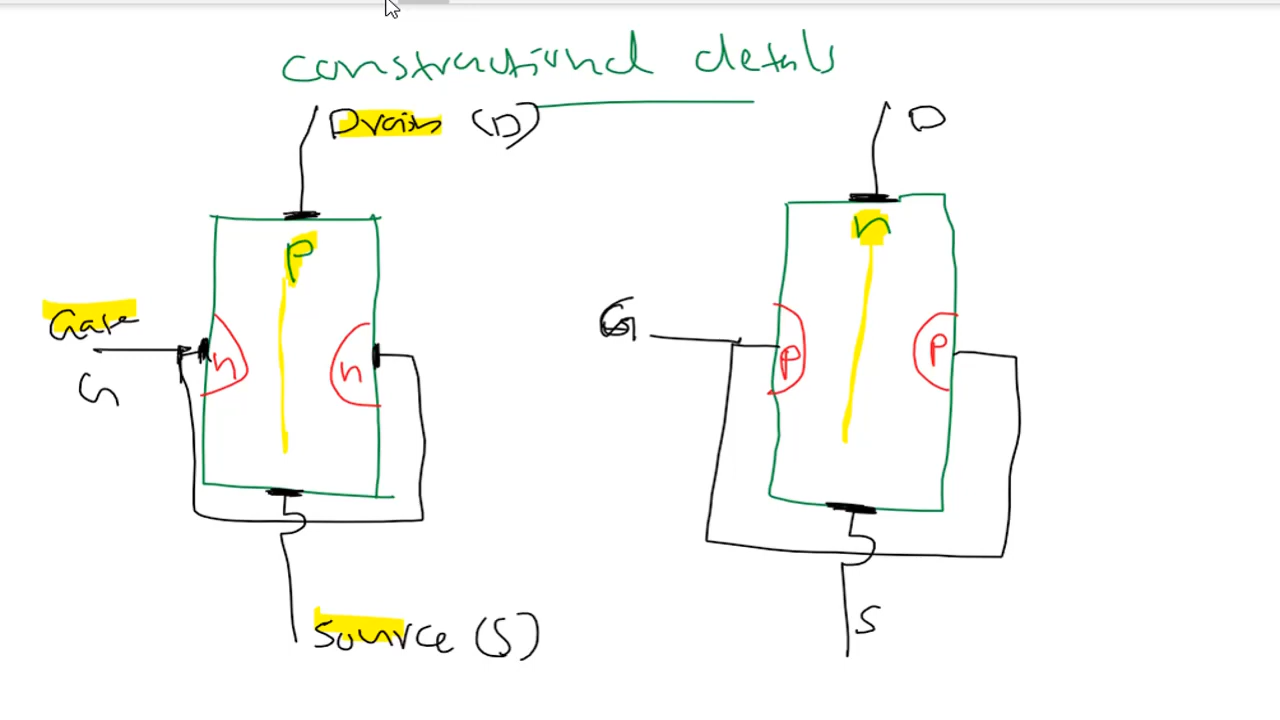 constructional details
Drain (D)
D
P
n
Gate
G
G
n
n
P
P
Source (S)
S